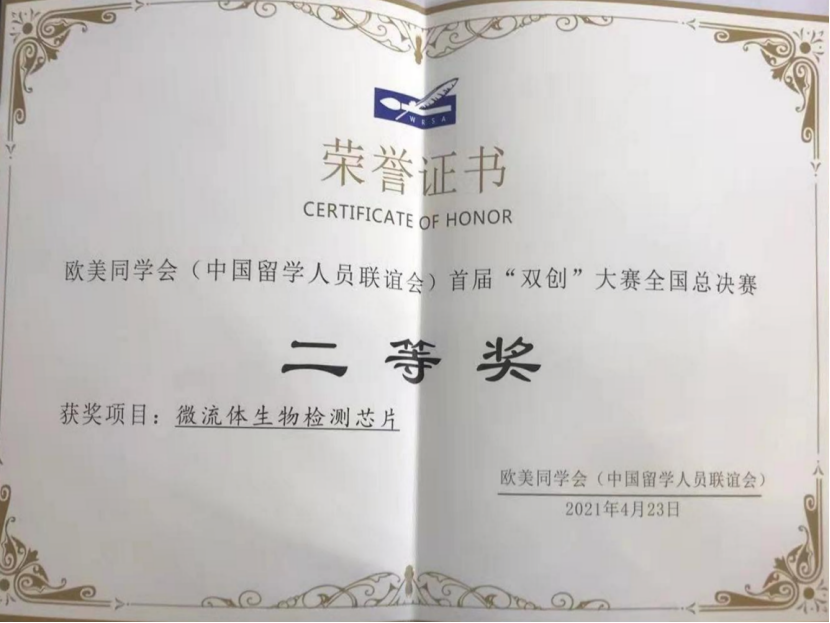 WRSA
荣誉证书
CERTIFICATE OF HONOR
欧美同学会（中国留学人员联谊会）首届“双创”大赛全国总决赛
二等奖
获奖项目：微流体生物检测芯片
欧美同学会（中国留学人员联谊会）
2021年4月23日